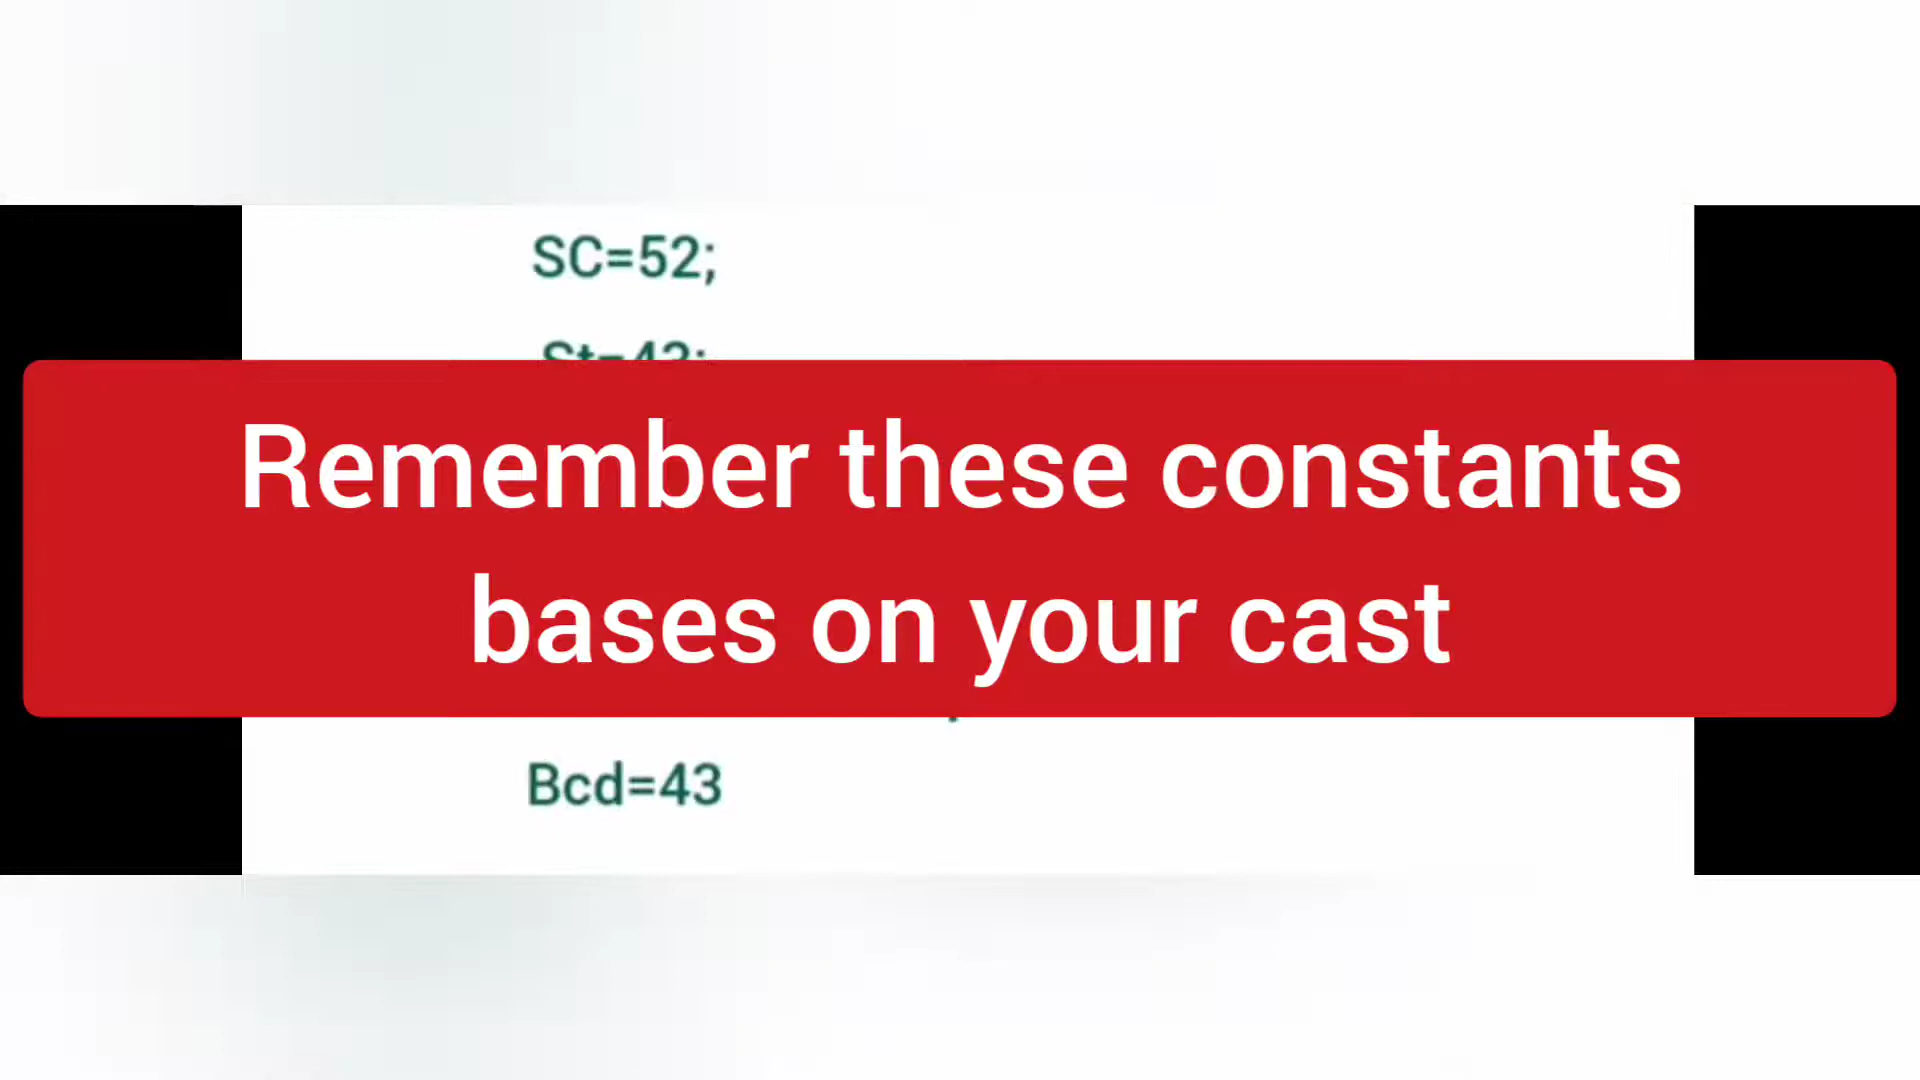 SC=52;
Remember these constants
bases on your cast
Bcd=43